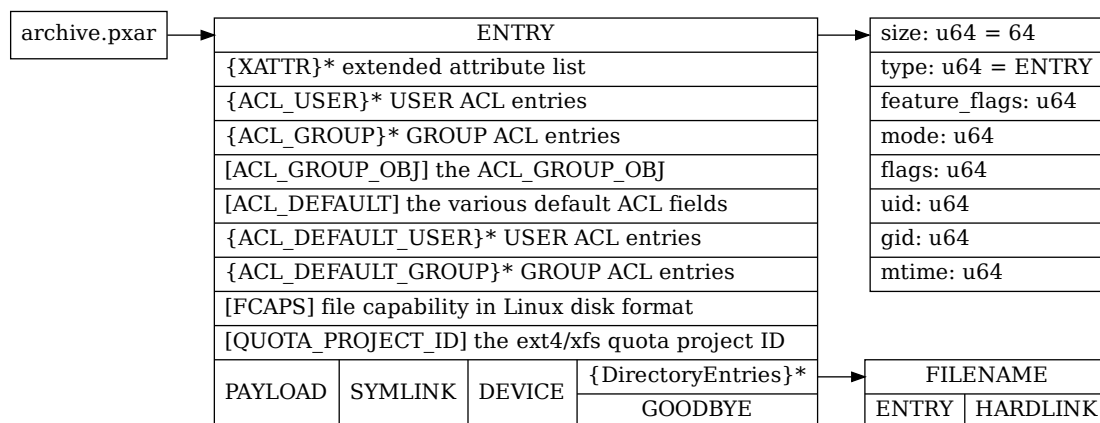 archive.pxar
ENTRY
{XATTR}* extended attribute list
{ACL_USER}* USER ACL entries
{ACL_GROUP}* GROUP ACL entries
[ACL_GROUP_OBJ] the ACL_GROUP_OBJ
[ACL_DEFAULT] the various default ACL fields
{ACL_DEFAULT_USER}* USER ACL entries
{ACL_DEFAULT_GROUP}* GROUP ACL entries
[FCAPS] file capability in Linux disk format
[QUOTA_PROJECT_ID] the ext4/xfs quota project ID
PAYLOAD
SYMLINK
DEVICE
{DirectoryEntries}*
GOODBYE
size: u64 = 64
type: u64 = ENTRY
feature_flags: u64
mode: u64
flags: u64
uid: u64
gid: u64
mtime: u64
FILENAME
ENTRY
HARDLINK